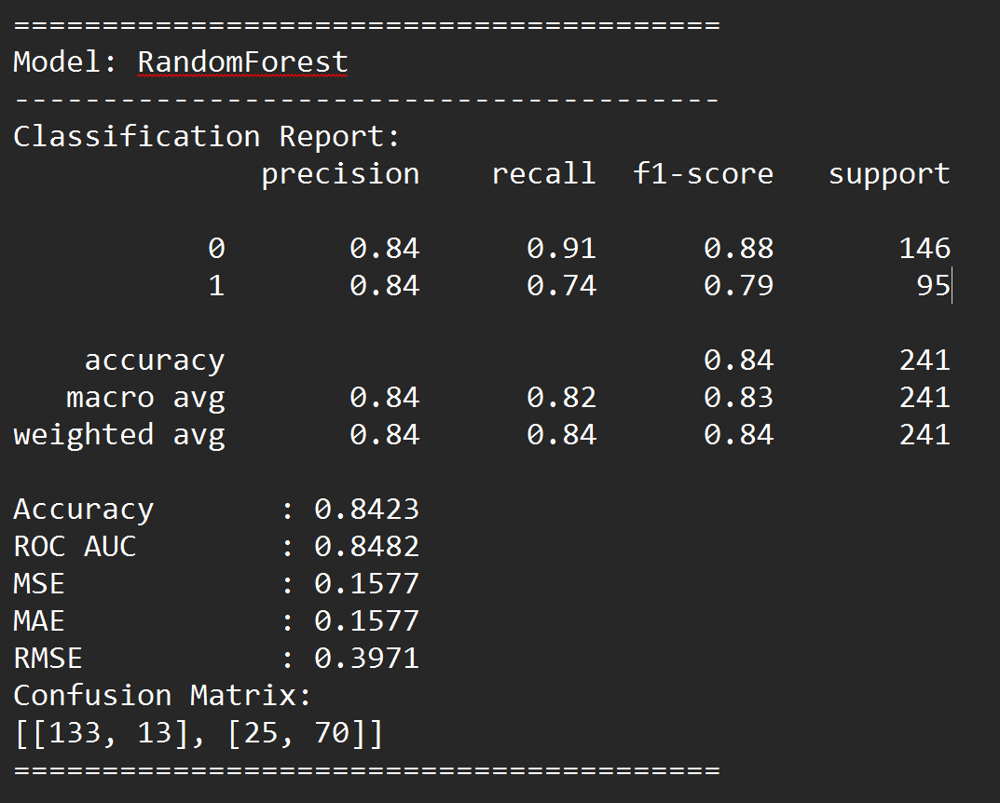 ========================================
Model: RandomForest
----------------------------------------
Classification Report:
              precision    recall  f1-score   support

           0       0.84      0.91      0.88       146
           1       0.84      0.74      0.79        95

    accuracy                           0.84       241
   macro avg       0.84      0.82      0.83       241
weighted avg       0.84      0.84      0.84       241

Accuracy       : 0.8423
ROC AUC        : 0.8482
MSE            : 0.1577
MAE            : 0.1577
RMSE           : 0.3971
Confusion Matrix:
[[133, 13], [25, 70]]
========================================